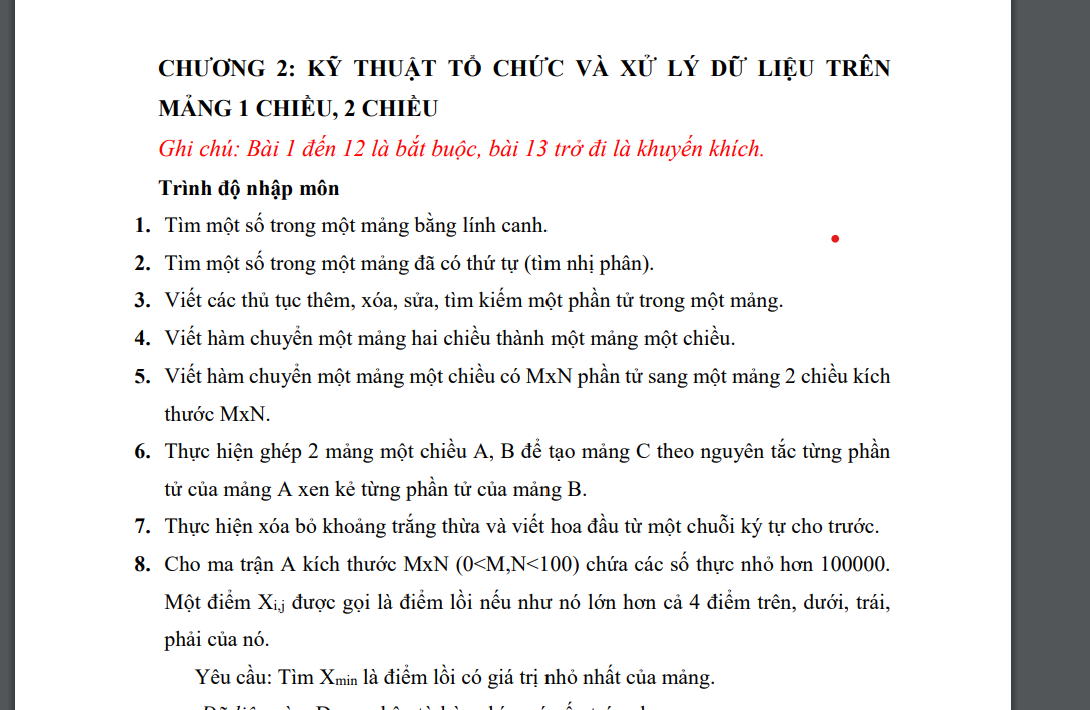 CHƯƠNG 2: KỸ THUẬT TỔ CHỨC VÀ XỬ LÝ DỮ LIỆU TRÊN
MẢNG 1 CHIỀU, 2 CHIỀU
Ghi chú: Bài 1 đến 12 là bắt buộc, bài 13 trở đi là khuyến khích.
Trình độ nhập môn
1. Tìm một số trong một mảng bằng lính canh.
2. Tìm một số trong một mảng đã có thứ tự (tìm nhị phân).
3. Viết các thủ tục thêm, xóa, sửa, tìm kiếm một phần tử trong một mảng.
4. Viết hàm chuyển một mảng hai chiều thành một mảng một chiều.
5. Viết hàm chuyển một mảng một chiều có MxN phần tử sang một mảng 2 chiều kích
thước MxN.
6. Thực hiện ghép 2 mảng một chiều A, B để tạo mảng C theo nguyên tắc từng phần
tử của mảng A xen kẻ từng phần tử của mảng B.
7. Thực hiện xóa bỏ khoảng trắng thừa và viết hoa đầu từ một chuỗi ký tự cho trước.
8. Cho ma trận A kích thước MxN (0<M,N<100) chứa các số thực nhỏ hơn 100000.
Một điểm Xi,j được gọi là điểm lồi nếu như nó lớn hơn cả 4 điểm trên, dưới, trái,
phải của nó.
Yêu cầu: Tìm Xmin là điểm lồi có giá trị nhỏ nhất của mảng.